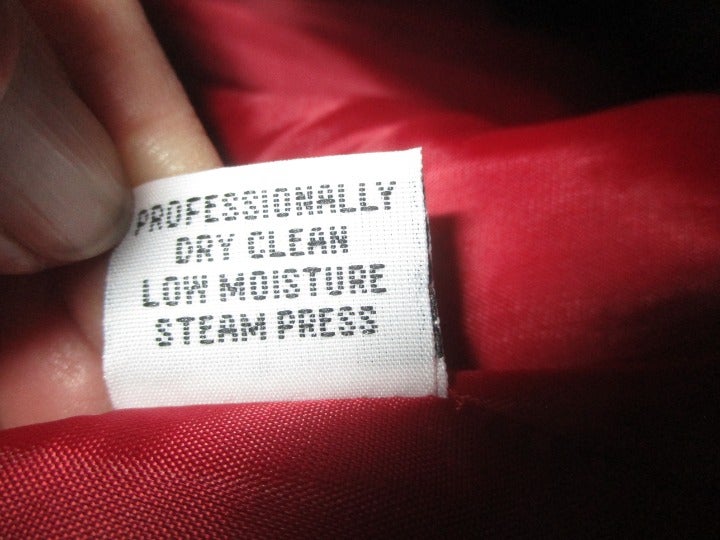 PROFESSIONALLY
DRY CLEAN
LOW MOISTURE
STEAM PRESS